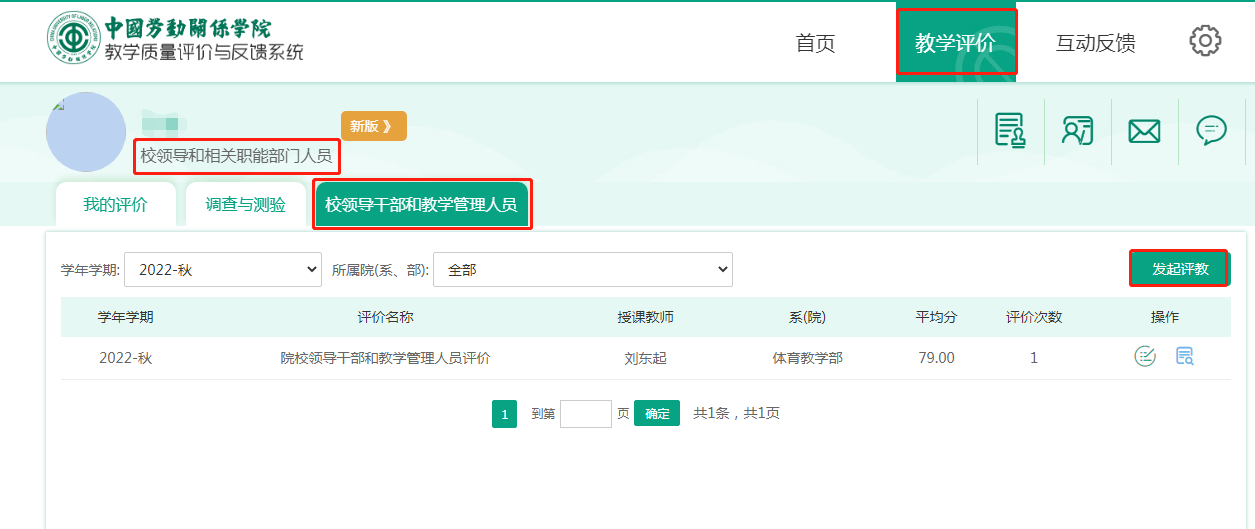 中國劳動關係学院
教学质量评价与反馈系统
首页
教学评价
互动反馈
新版 》
校领导和相关职能部门人员
我的评价
调查与测验
校领导干部和教学管理人员
学年学期: 2022-秋 所属院(系、部): 全部 发起评教
学年学期 评价名称 授课教师 系(院) 平均分 评价次数 操作
2022-秋 院校领导干部和教学管理人员评价 刘东起 体育教学部 79.00 1
1 到第 页 确定 共1条，共1页